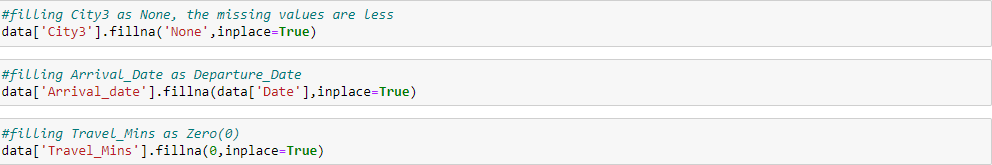 #filling City3 as None, the missing values are less
data['City3'].fillna('None',inplace=True)
#filling Arrival_Date as Departure_Date
data['Arrival_date'].fillna(data['Date'],inplace=True)
#filling Travel_Mins as Zero(0)
data['Travel_Mins'].fillna(0,inplace=True)